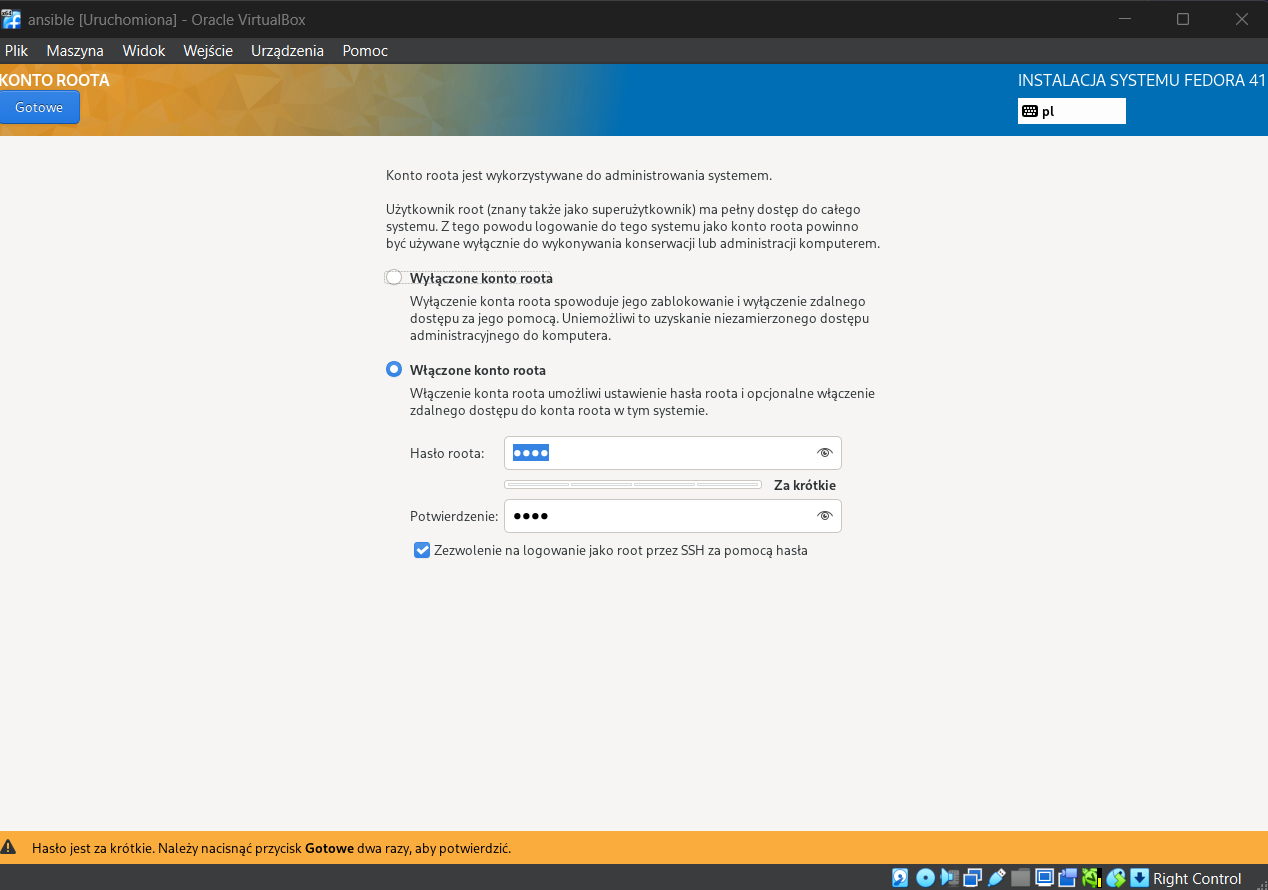 ansible [Uruchomiona] - Oracle VirtualBox
Plik Maszyna Widok Wejście Urządzenia Pomoc
KONTO ROOTA
INSTALACJA SYSTEMU FEDORA 41
Gotowe
pl
Konto roota jest wykorzystywane do administrowania systemem.
Użytkownik root (znany także jako superużytkownik) ma pełny dostęp do całego
systemu. Z tego powodu logowanie do tego systemu jako konto roota powinno
być używane wyłącznie do wykonywania konserwacji lub administracji komputerem.
Wyłączone konto roota
Wyłączenie konta roota spowoduje jego zablokowanie i wyłączenie zdalnego
dostępu za jego pomocą. Uniemożliwi to uzyskanie niezamierzonego dostępu
administracyjnego do komputera.
Włączone konto roota
Włączenie konta roota umożliwi ustawienie hasła roota i opcjonalne włączenie
zdalnego dostępu do konta roota w tym systemie.
Hasło roota: ●●●●
Za krótkie
Potwierdzenie: ●●●●
Zezwolenie na logowanie jako root przez SSH za pomocą hasła
Hasło jest za krótkie. Należy nacisnąć przycisk Gotowe dwa razy, aby potwierdzić.
Right Control